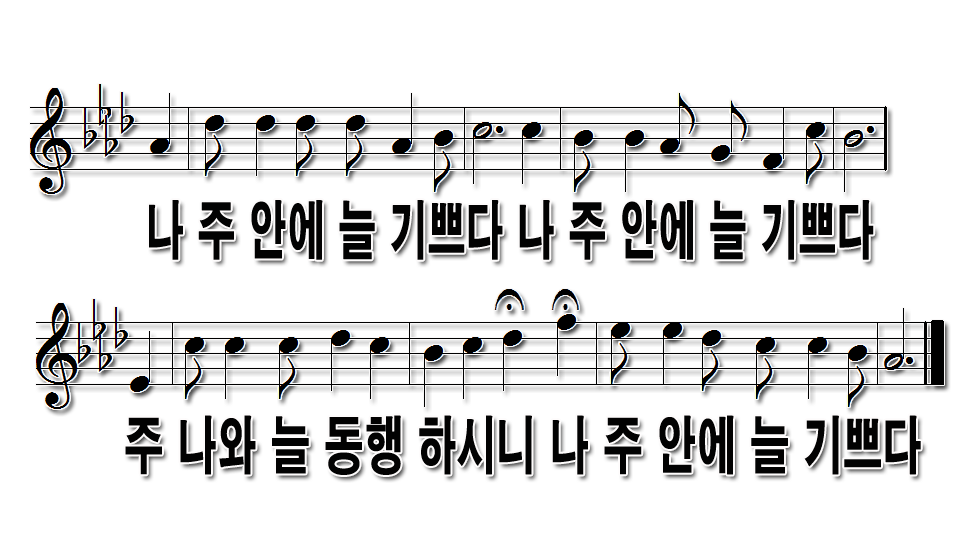 나 주 안에 늘 기쁘다 나 주 안에 늘 기쁘다
주 나와 늘 동행 하시니 나 주 안에 늘 기쁘다